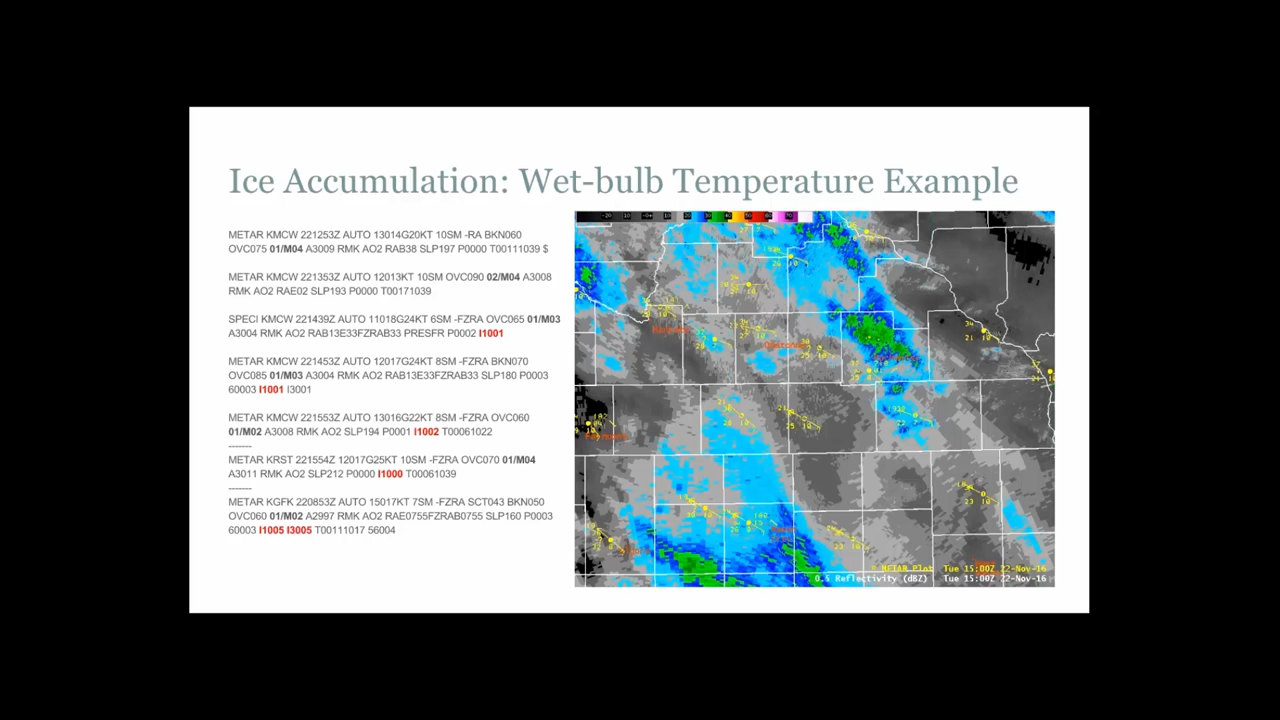 Ice Accumulation: Wet-bulb Temperature Example
METAR KMCW 221253Z AUTO 13014G20KT 10SM -RA BKN060
OVC075 01/M04 A3009 RMK AO2 RAB38 SLP197 P0000 T00111039 $
METAR KMCW 221353Z AUTO 12013KT 10SM OVC090 02/M04 A3008
RMK AO2 RAE02 SLP193 P0000 T00171039
SPECI KMCW 221439Z AUTO 11018G24KT 6SM -FZRA OVC065 01/M03
A3004 RMK AO2 RAB13E33FZRAB33 PRESFR P0002 I1001
METAR KMCW 221453Z AUTO 12017G24KT 8SM -FZRA BKN070
OVC085 01/M03 A3004 RMK AO2 RAB13E33FZRAB33 SLP180 P0003
60003 I1001 I3001
METAR KMCW 221553Z AUTO 13016G22KT 8SM -FZRA OVC060
01/M02 A3008 RMK AO2 SLP194 P0001 I1002 T00061022
-------
METAR KRST 221554Z 12017G25KT 10SM -FZRA OVC070 01/M04
A3011 RMK AO2 SLP212 P0000 I1000 T00061039
-------
METAR KGFK 220853Z AUTO 15017KT 7SM -FZRA SCT043 BKN050
OVC060 01/M02 A2997 RMK AO2 RAE0755FZRAB0755 SLP160 P0003
60003 I1005 I3005 T00111017 56004
METAR Plot Tue 15:00Z 22-Nov-16
0.5 Reflectivity (dBZ) Tue 15:00Z 22-Nov-16